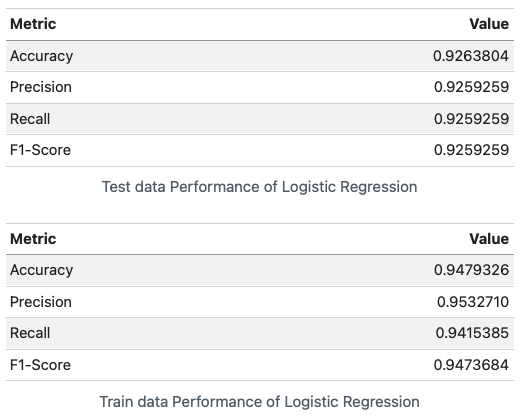 Metric Value
Accuracy 0.9263804
Precision 0.9259259
Recall 0.9259259
F1-Score 0.9259259
Test data Performance of Logistic Regression
Metric Value
Accuracy 0.9479326
Precision 0.9532710
Recall 0.9415385
F1-Score 0.9473684
Train data Performance of Logistic Regression